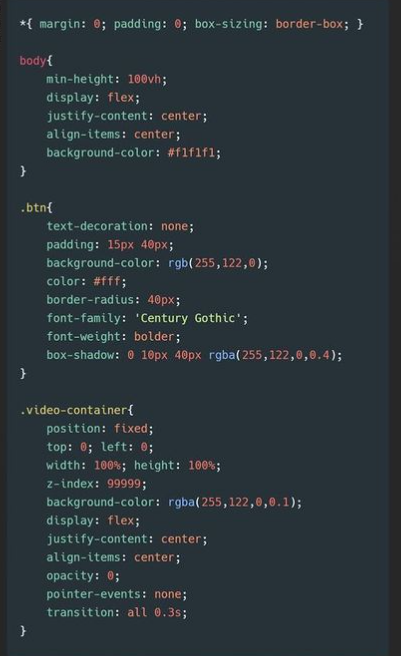 *{ margin: 0; padding: 0; box-sizing: border-box; }
body{
min-height: 100vh;
display: flex;
justify-content: center;
align-items: center;
background-color: #f1f1f1;
}
.btn{
text-decoration: none;
padding: 15px 40px;
background-color: rgb(255,122,0);
color: #fff;
border-radius: 40px;
font-family: 'Century Gothic';
font-weight: bolder;
box-shadow: 0 10px 40px rgba(255,122,0,0.4);
}
.video-container{
position: fixed;
top: 0; left: 0;
width: 100%; height: 100%;
z-index: 99999;
background-color: rgba(255,122,0,0.1);
display: flex;
justify-content: center;
align-items: center;
opacity: 0;
pointer-events: none;
transition: all 0.3s;
}